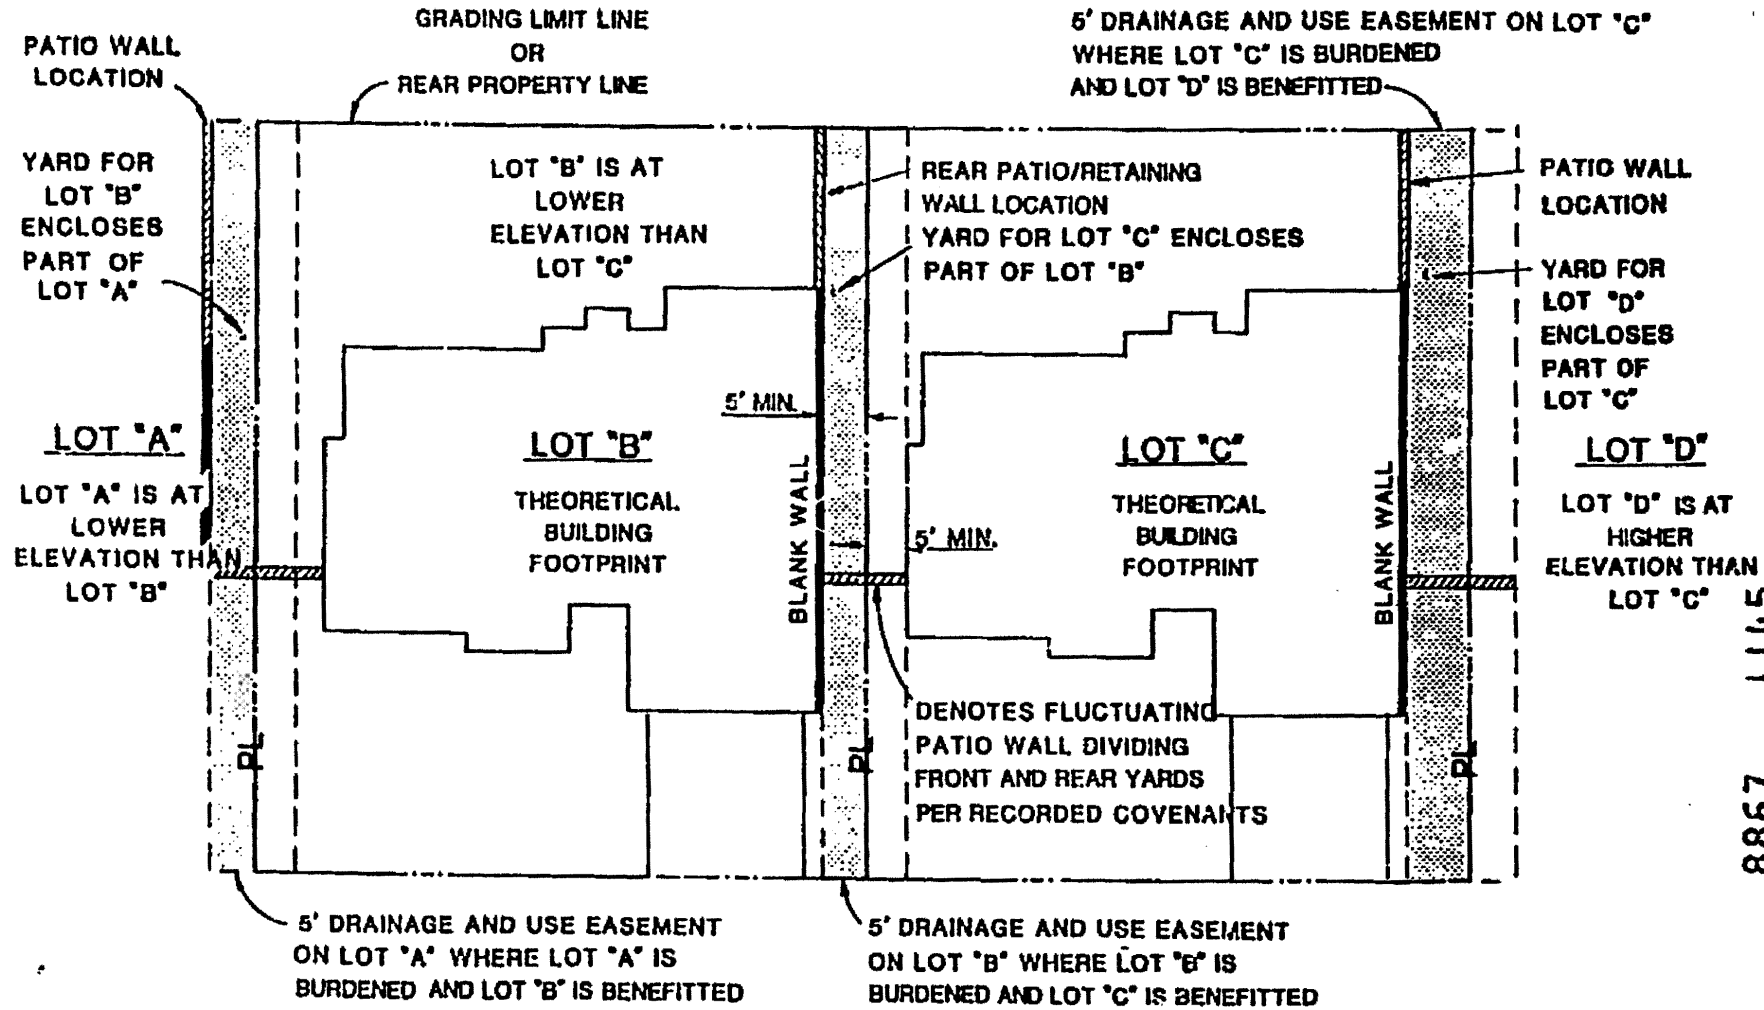 GRADING LIMIT LINE
OR
REAR PROPERTY LINE
PATIO WALL
LOCATION
5' DRAINAGE AND USE EASEMENT ON LOT "C"
WHERE LOT "C" IS BURDENED
AND LOT "D" IS BENEFITTED
YARD FOR
LOT "B"
ENCLOSES
PART OF
LOT "A"
LOT "B" IS AT
LOWER
ELEVATION THAN
LOT "C"
REAR PATIO/RETAINING
WALL LOCATION
YARD FOR LOT "C" ENCLOSES
PART OF LOT "B"
PATIO WALL
LOCATION
YARD FOR
LOT "D"
ENCLOSES
PART OF
LOT "C"
5' MIN.
LOT "A"
LOT "A" IS AT
LOWER
ELEVATION THAN
LOT "B"
LOT "B"
THEORETICAL
BUILDING
FOOTPRINT
BLANK WALL
5' MIN.
LOT "C"
THEORETICAL
BUILDING
FOOTPRINT
BLANK WALL
LOT "D"
LOT "D" IS AT
HIGHER
ELEVATION THAN
LOT "C"
DENOTES FLUCTUATING
PATIO WALL DIVIDING
FRONT AND REAR YARDS
PER RECORDED COVENANTS
PL
PL
PL
5' DRAINAGE AND USE EASEMENT
ON LOT "A" WHERE LOT "A" IS
BURDENED AND LOT "B" IS BENEFITTED
5' DRAINAGE AND USE EASEMENT
ON LOT "B" WHERE LOT "B" IS
BURDENED AND LOT "C" IS BENEFITTED